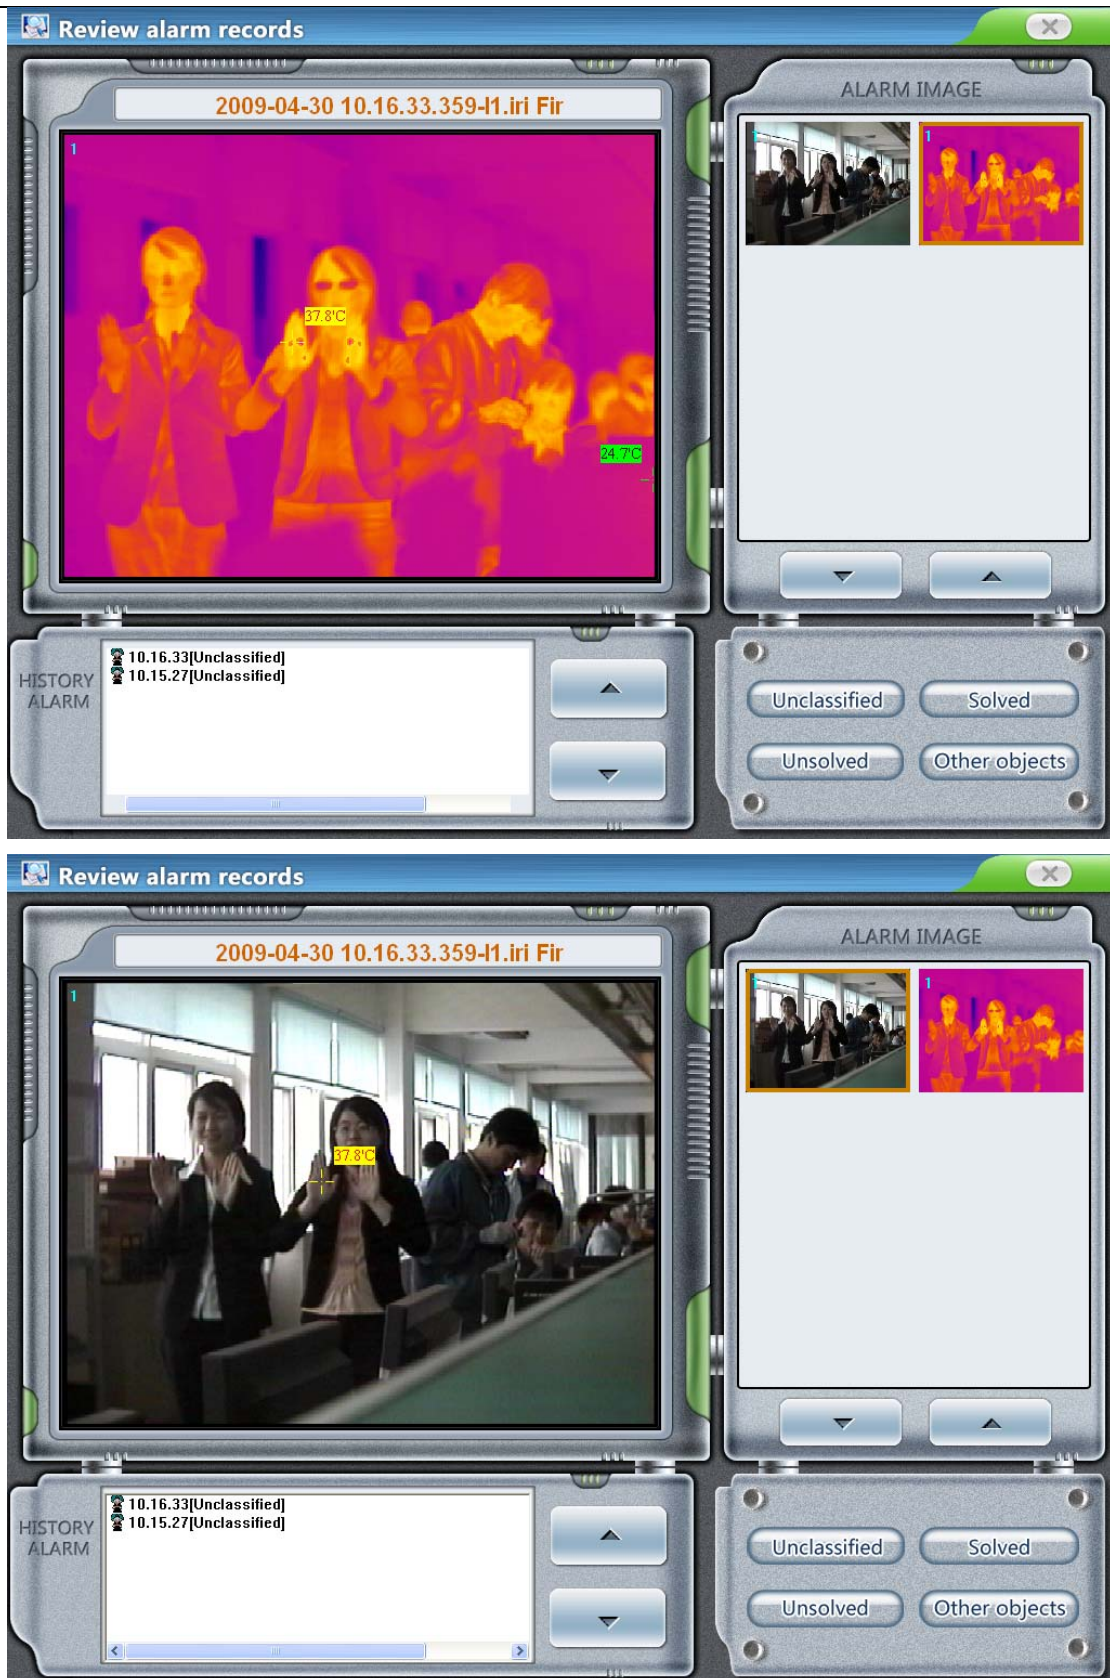 Review alarm records
2009-04-30 10.16.33.359-I1.iri Fir
ALARM IMAGE
1
1
1
37.8'C
24.7'C
HISTORY
ALARM
10.16.33[Unclassified]
10.15.27[Unclassified]
Unclassified
Solved
Unsolved
Other objects
Review alarm records
2009-04-30 10.16.33.359-I1.iri Fir
ALARM IMAGE
1
1
1
37.8'C
HISTORY
ALARM
10.16.33[Unclassified]
10.15.27[Unclassified]
Unclassified
Solved
Unsolved
Other objects